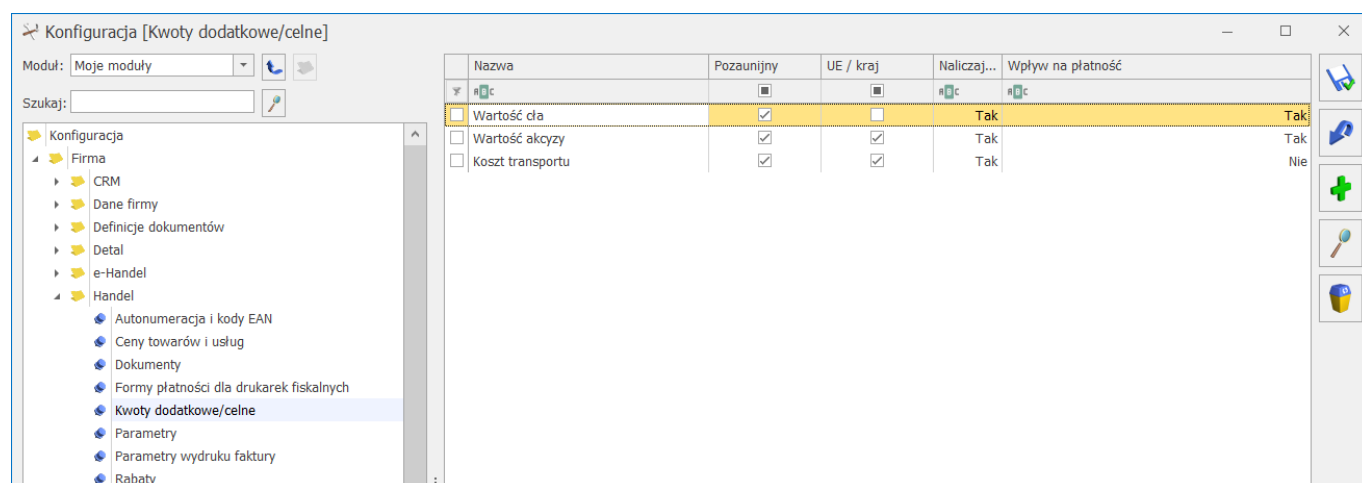 Konfiguracja [Kwoty dodatkowe/celne]
Moduł: Moje moduły
Szukaj:
Konfiguracja
Firma
CRM
Dane firmy
Definicje dokumentów
Detal
e-Handel
Handel
Autonumeracja i kody EAN
Ceny towarów i usług
Dokumenty
Formy płatności dla drukarek fiskalnych
Kwoty dodatkowe/celne
Parametry
Parametry wydruku faktury
Rabaty
Nazwa Pozaunijny UE / kraj Naliczaj... Wpływ na płatność
ABC ABC ABC
Wartość cła Tak Tak
Wartość akcyzy Tak Tak
Koszt transportu Tak Nie